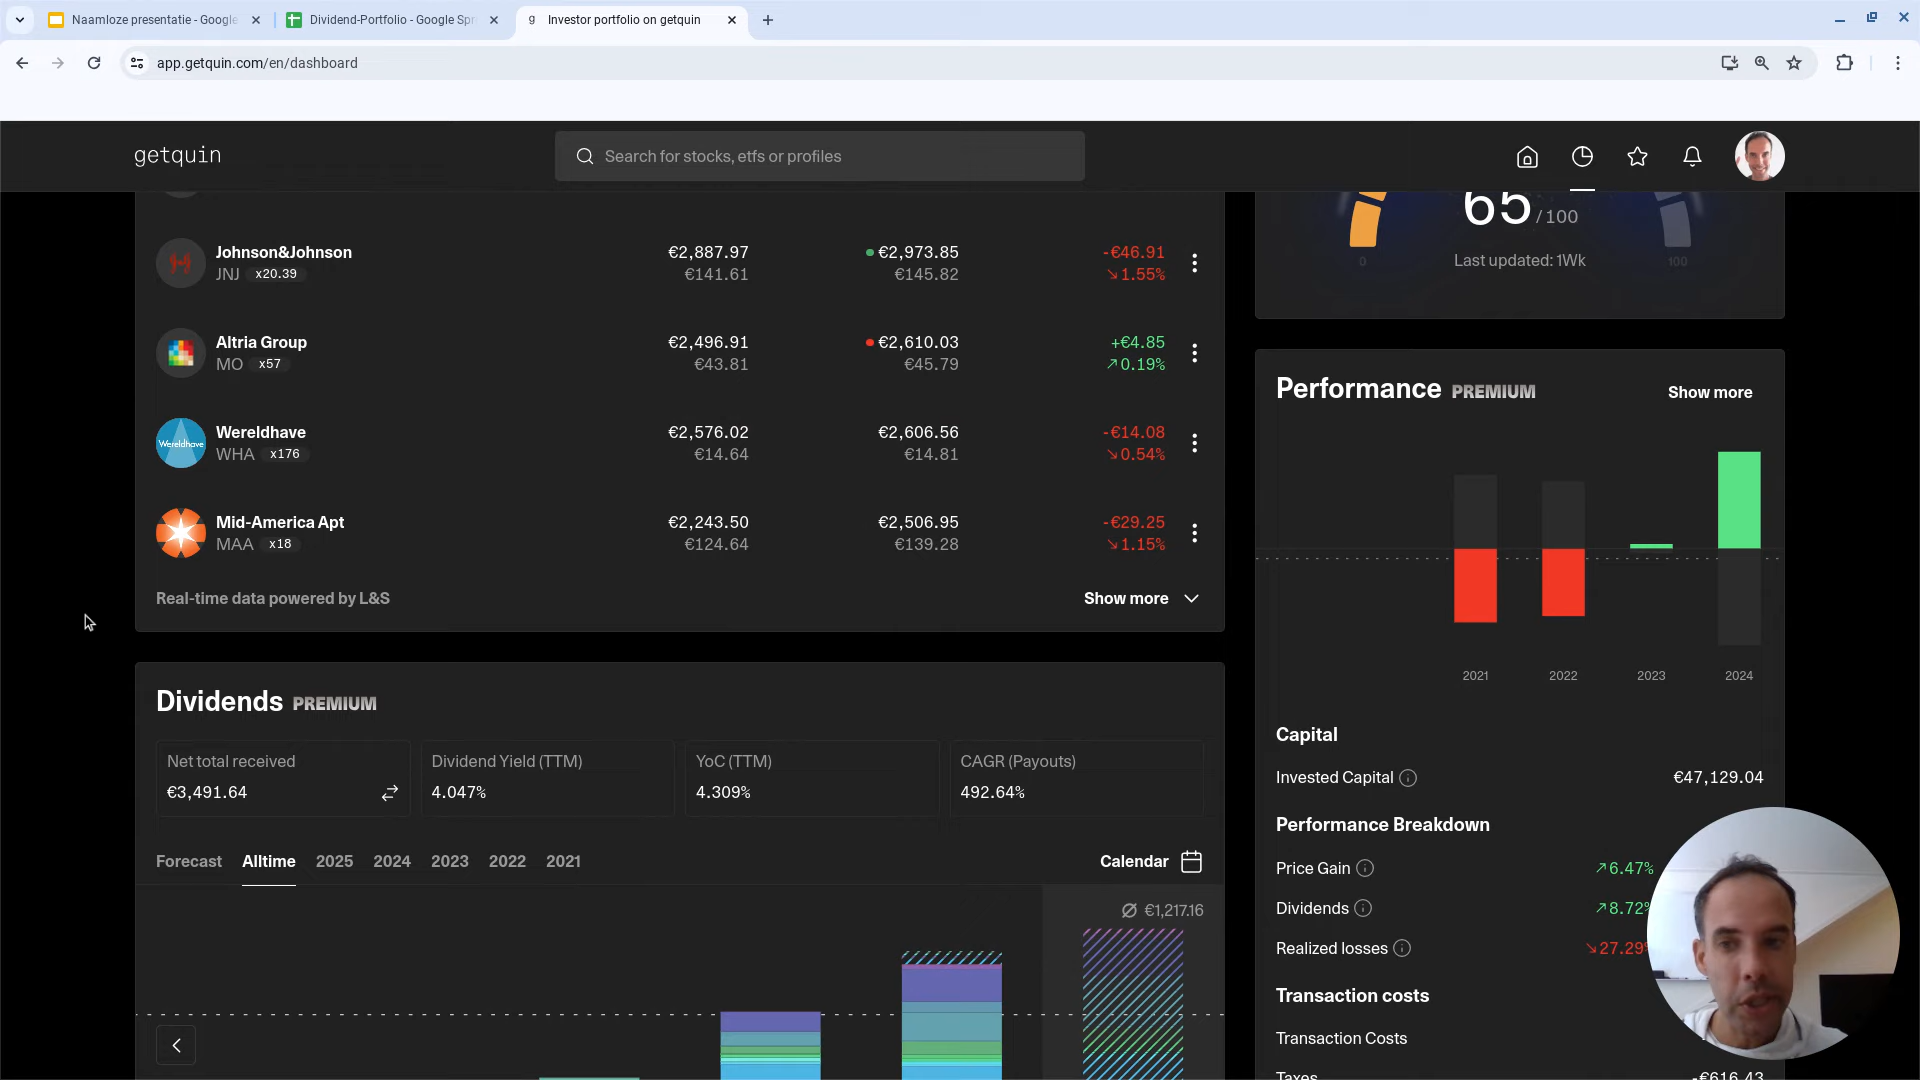 Naamloze presentatie - Google
Dividend-Portfolio - Google Spr
g Investor portfolio on getquin
app.getquin.com/en/dashboard
getquin
Search for stocks, etfs or profiles
65/100
0
100
Last updated: 1Wk
Johnson&Johnson
€2,887.97
€2,973.85
-€46.91
JNJ x20.39
€141.61
€145.82
↘1.55%
Altria Group
€2,496.91
€2,610.03
+€4.85
MO x57
€43.81
€45.79
↗0.19%
Wereldhave
Wereldhave
€2,576.02
€2,606.56
-€14.08
WHA x176
€14.64
€14.81
↘0.54%
Mid-America Apt
€2,243.50
€2,506.95
-€29.25
MAA x18
€124.64
€139.28
↘1.15%
Real-time data powered by L&S
Show more
Dividends PREMIUM
Net total received
€3,491.64
Dividend Yield (TTM)
4.047%
YoC (TTM)
4.309%
CAGR (Payouts)
492.64%
Forecast Alltime 2025 2024 2023 2022 2021
Calendar
Ø €1,217.16
Performance PREMIUM
Show more
2021 2022 2023 2024
Capital
Invested Capital €47,129.04
Performance Breakdown
Price Gain ↗6.47%
Dividends ↗8.72%
Realized losses ↘27.29%
Transaction costs
Transaction Costs
Taxes -€616.43